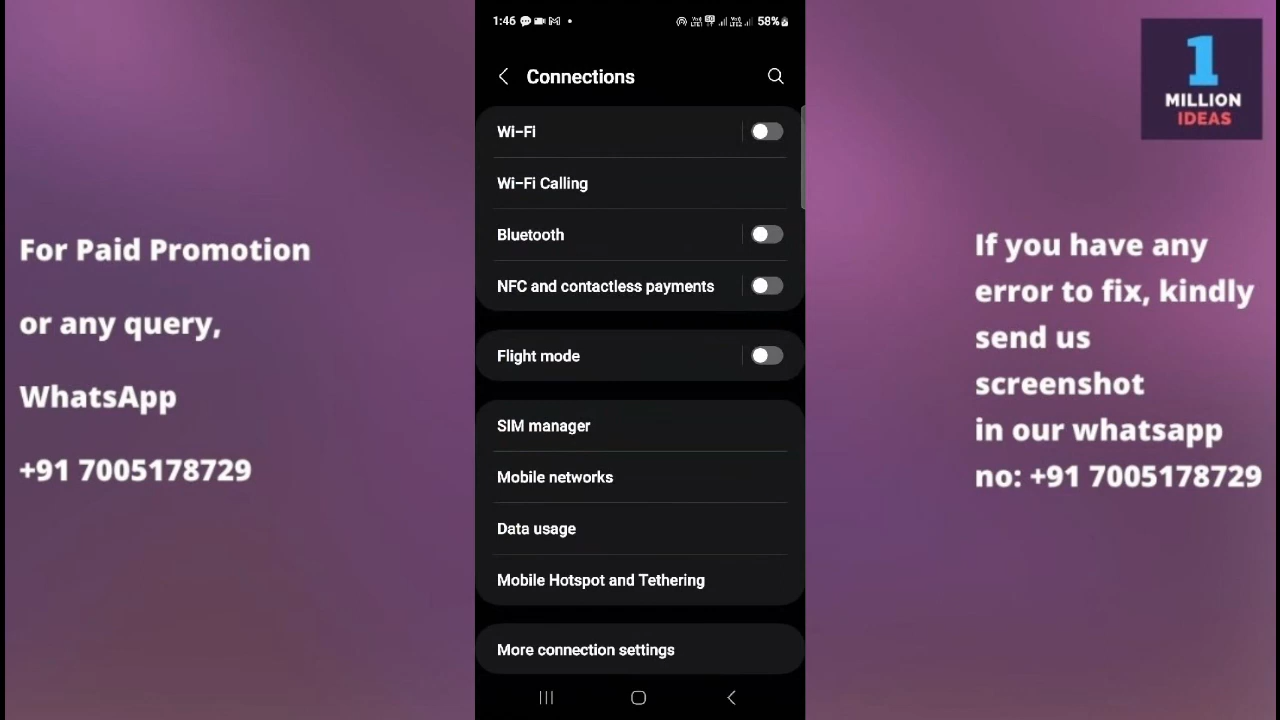 For Paid Promotion
or any query,
WhatsApp
+91 7005178729
1:46
58%
Connections
Wi-Fi
Wi-Fi Calling
Bluetooth
NFC and contactless payments
Flight mode
SIM manager
Mobile networks
Data usage
Mobile Hotspot and Tethering
More connection settings
1
MILLION
IDEAS
If you have any
error to fix, kindly
send us
screenshot
in our whatsapp
no: +91 7005178729